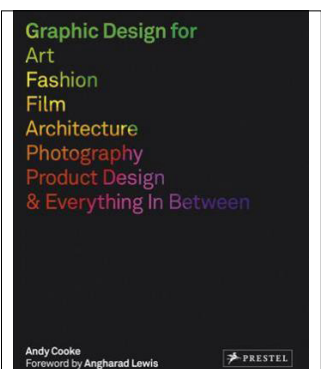 Graphic Design for
Art
Fashion
Film
Architecture
Photography
Product Design
& Everything In Between
Andy Cooke
Foreword by Angharad Lewis
PRESTEL